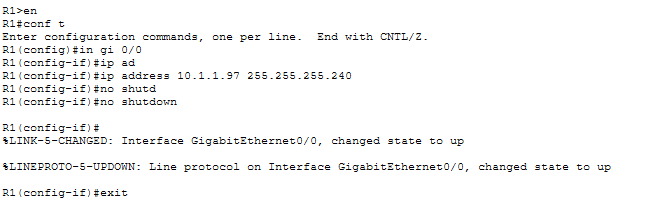 R1>en
R1#conf t
Enter configuration commands, one per line.  End with CNTL/Z.
R1(config)#in gi 0/0
R1(config-if)#ip ad
R1(config-if)#ip address 10.1.1.97 255.255.255.240
R1(config-if)#no shutd
R1(config-if)#no shutdown
R1(config-if)#
%LINK-5-CHANGED: Interface GigabitEthernet0/0, changed state to up
%LINEPROTO-5-UPDOWN: Line protocol on Interface GigabitEthernet0/0, changed state to up
R1(config-if)#exit